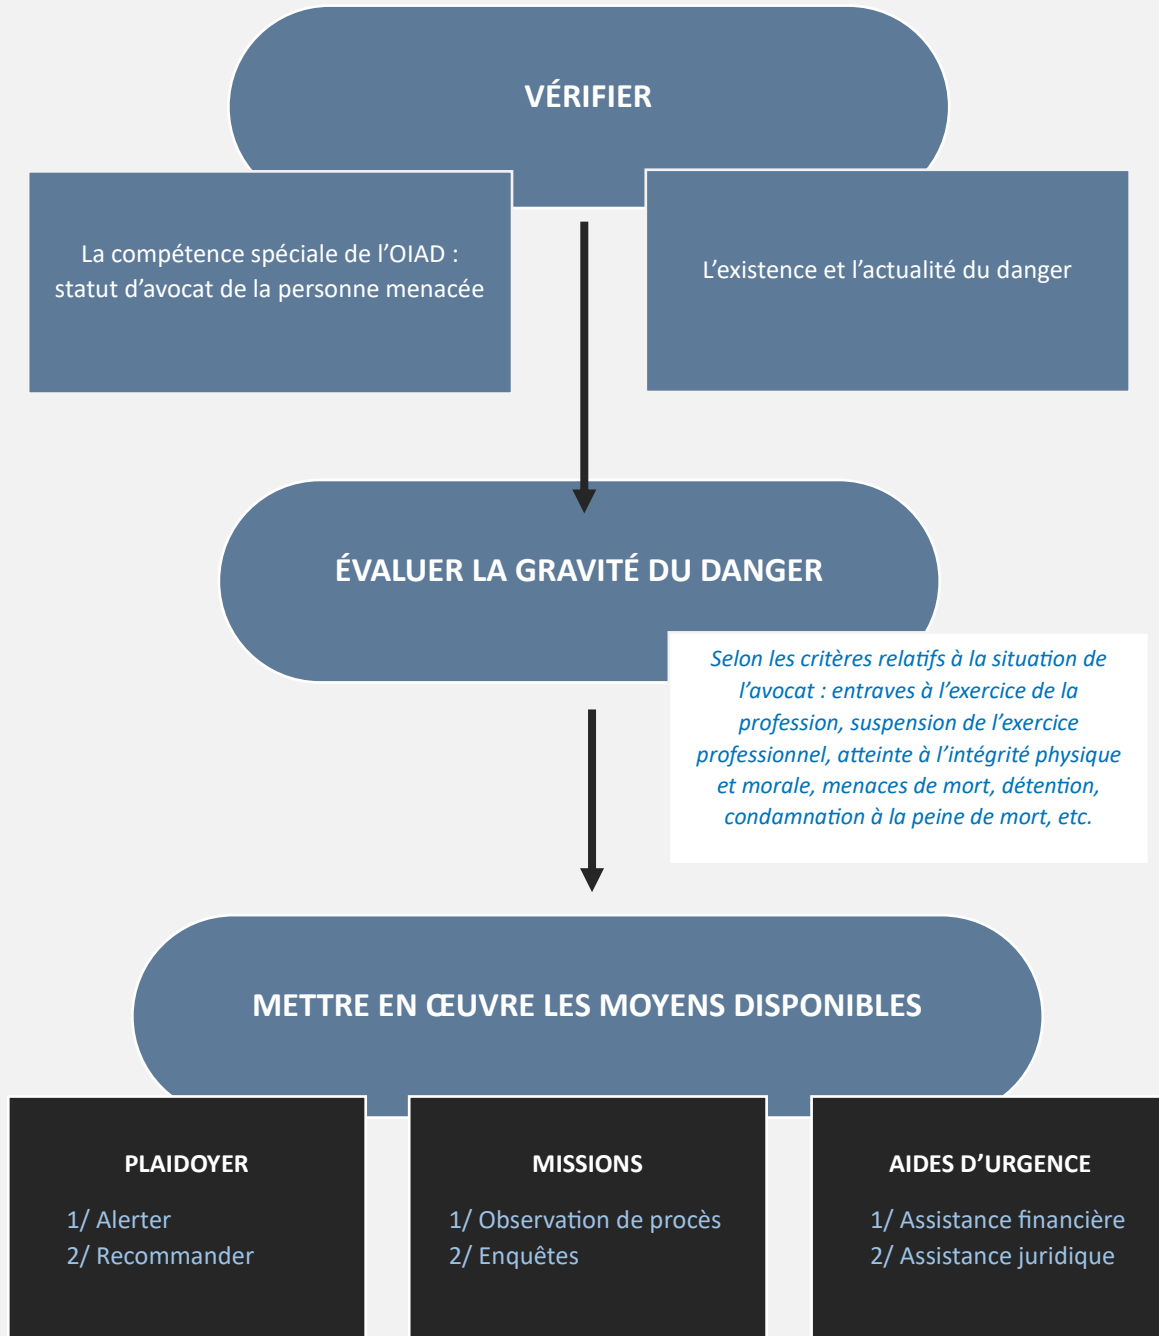 VÉRIFIER
La compétence spéciale de l’OIAD :
statut d’avocat de la personne menacée
L’existence et l’actualité du danger
ÉVALUER LA GRAVITÉ DU DANGER
Selon les critères relatifs à la situation de
l’avocat : entraves à l’exercice de la
profession, suspension de l’exercice
professionnel, atteinte à l’intégrité physique
et morale, menaces de mort, détention,
condamnation à la peine de mort, etc.
METTRE EN ŒUVRE LES MOYENS DISPONIBLES
PLAIDOYER
1/ Alerter
2/ Recommander
MISSIONS
1/ Observation de procès
2/ Enquêtes
AIDES D’URGENCE
1/ Assistance financière
2/ Assistance juridique